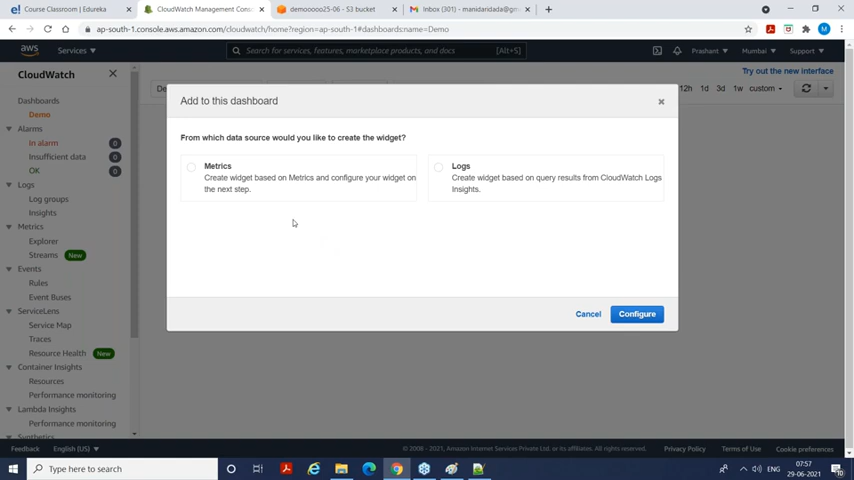 Course Classroom | Edureka
CloudWatch Management Cons
demooooo25-06 - S3 bucket
Inbox (301) - manidaridada@gm
ap-south-1.console.aws.amazon.com/cloudwatch/home?region=ap-south-1#dashboards:name=Demo
aws
Services
Search for services, features, marketplace products, and docs
[Alt+S]
Prashant
Mumbai
Support
CloudWatch
Try out the new interface
Dashboards
Demo
Alarms
In alarm 0
Insufficient data 0
OK 0
Logs
Log groups
Insights
Metrics
Explorer
Streams New
Events
Rules
Event Buses
ServiceLens
Service Map
Traces
Resource Health New
Container Insights
Resources
Performance monitoring
Lambda Insights
Performance monitoring
Synthetics
De
12h 1d 3d 1w custom
Add to this dashboard
From which data source would you like to create the widget?
Metrics
Create widget based on Metrics and configure your widget on
the next step.
Logs
Create widget based on query results from CloudWatch Logs
Insights.
Cancel
Configure
Feedback
English (US)
© 2008 - 2021, Amazon Internet Services Private Ltd. or its affiliates. All rights reserved.
Privacy Policy
Terms of Use
Cookie preferences
Type here to search
ENG
07:57
29-06-2021